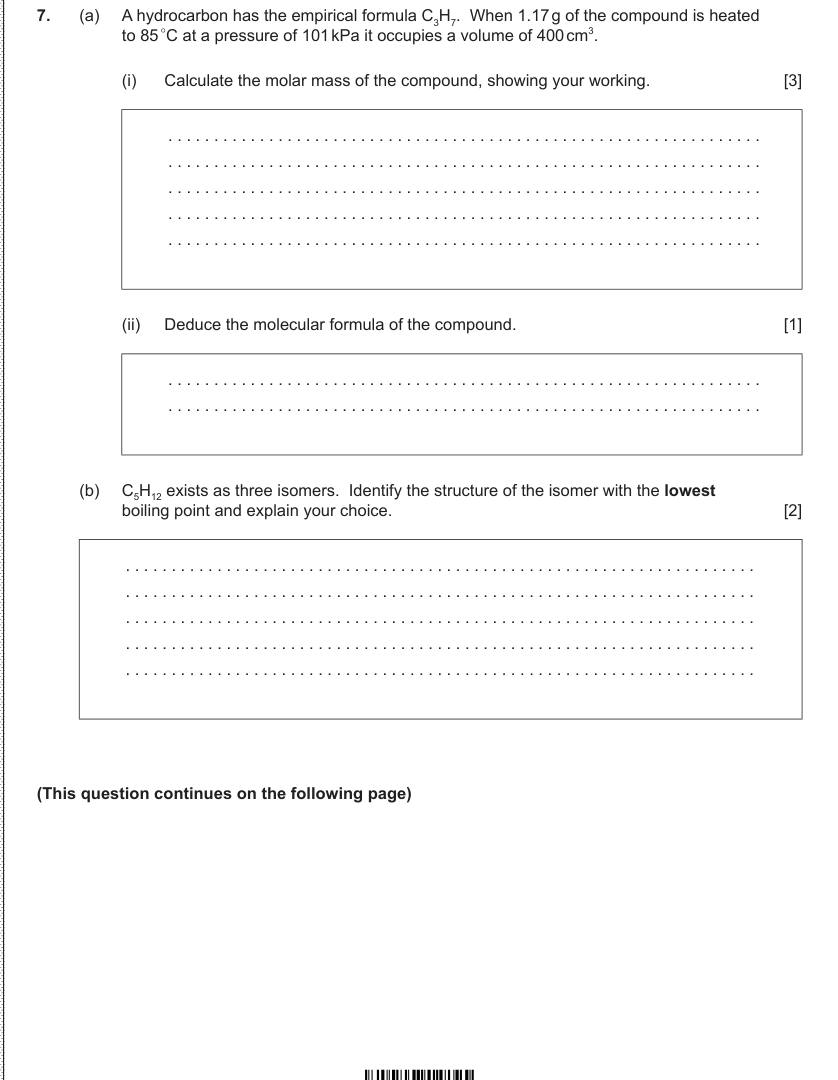 7. (a) A hydrocarbon has the empirical formula C₃H₇. When 1.17 g of the compound is heated
to 85 °C at a pressure of 101 kPa it occupies a volume of 400 cm³.
(i) Calculate the molar mass of the compound, showing your working. [3]
(ii) Deduce the molecular formula of the compound. [1]
(b) C₅H₁₂ exists as three isomers. Identify the structure of the isomer with the lowest
boiling point and explain your choice. [2]
(This question continues on the following page)